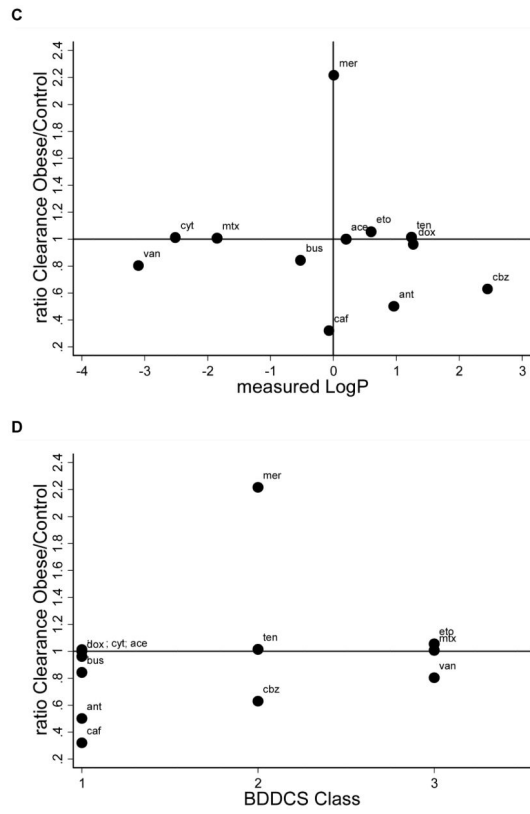 C
ratio Clearance Obese/Control
2.4
2.2
2
1.8
1.6
1.4
1.2
1
.8
.6
.4
.2
mer
cyt
mtx
van
bus
ace
eto
ten
dox
cbz
ant
caf
-4 -3 -2 -1 0 1 2 3
measured LogP
D
ratio Clearance Obese/Control
2.4
2.2
2
1.8
1.6
1.4
1.2
1
.8
.6
.4
.2
mer
dox ; cyt; ace
bus
ant
caf
ten
cbz
eto
mtx
van
1 2 3
BDDCS Class